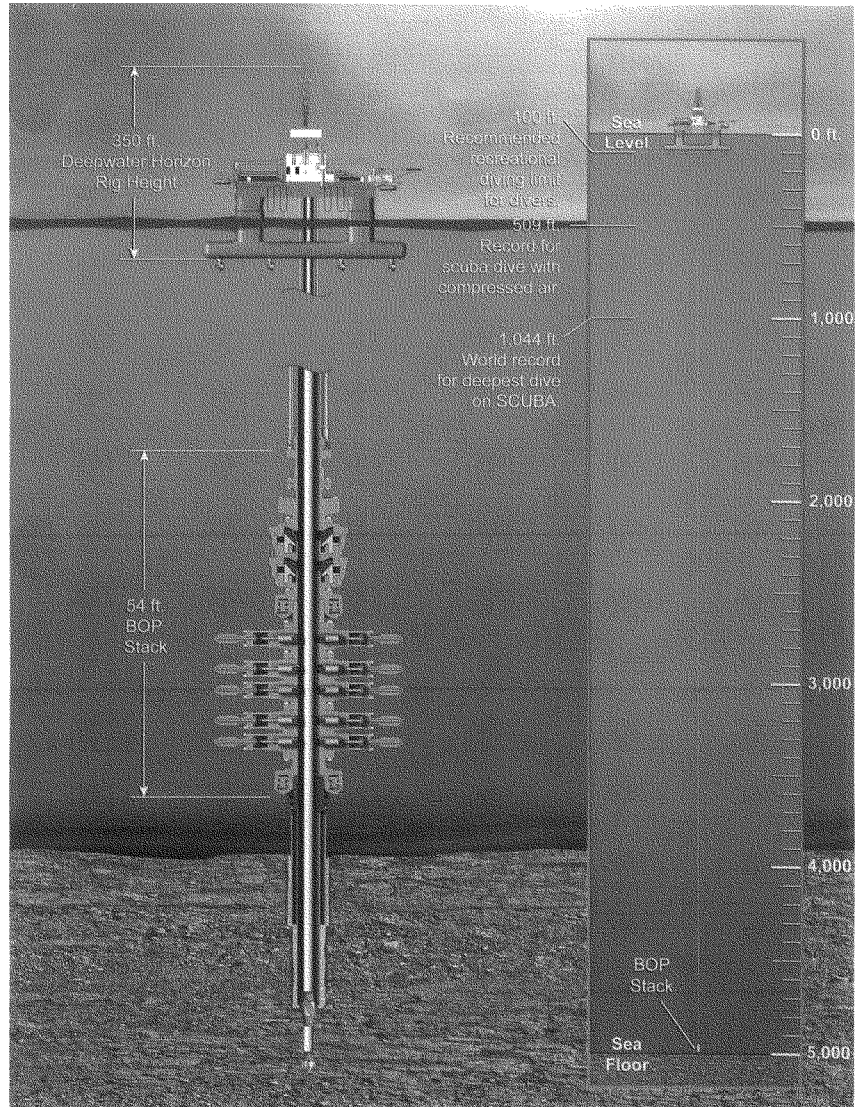 350 ft.
Deepwater Horizon
Rig Height
54 ft.
BOP
Stack
100 ft.
Recommended
recreational
diving limit
for divers
509 ft.
Record for
scuba dive with
compressed air
1,044 ft.
World record
for deepest dive
on SCUBA
Sea
Level
0 ft.
1,000
2,000
3,000
4,000
BOP
Stack
Sea
Floor
5,000